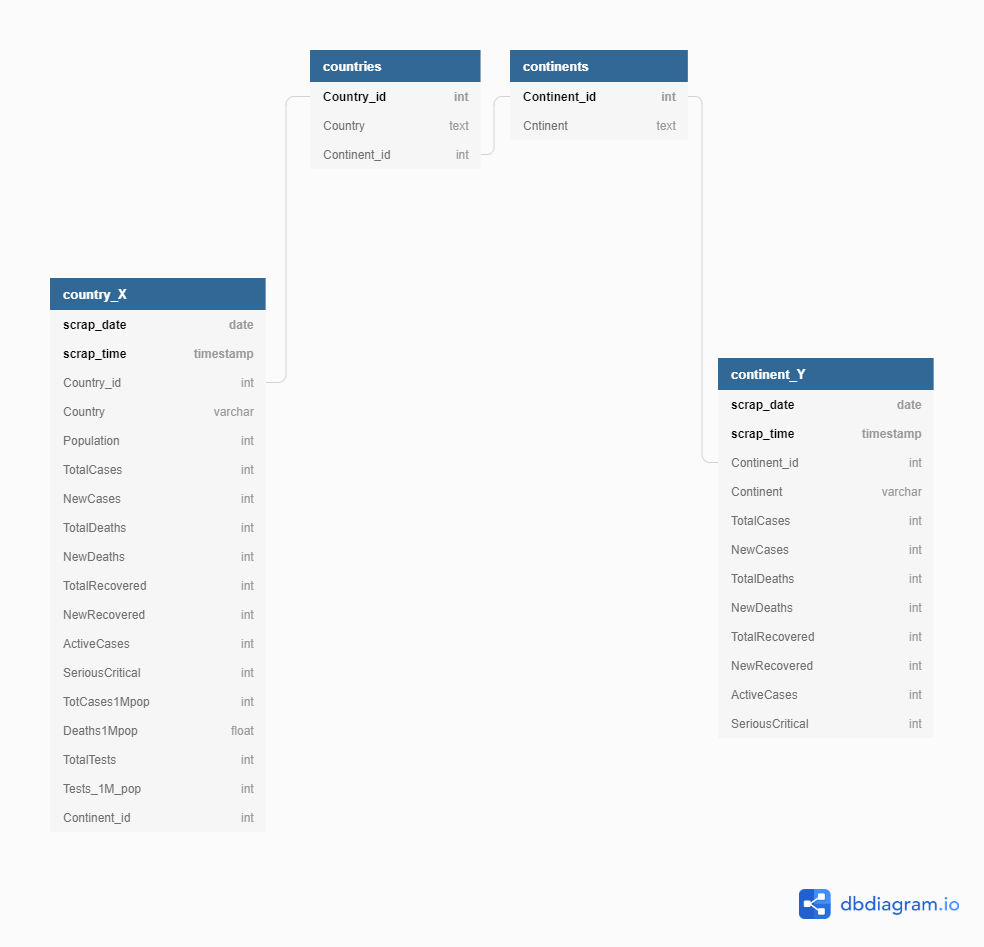 countries
Country_id int
Country text
Continent_id int
continents
Continent_id int
Cntinent text
country_X
scrap_date date
scrap_time timestamp
Country_id int
Country varchar
Population int
TotalCases int
NewCases int
TotalDeaths int
NewDeaths int
TotalRecovered int
NewRecovered int
ActiveCases int
SeriousCritical int
TotCases1Mpop int
Deaths1Mpop float
TotalTests int
Tests_1M_pop int
Continent_id int
continent_Y
scrap_date date
scrap_time timestamp
Continent_id int
Continent varchar
TotalCases int
NewCases int
TotalDeaths int
NewDeaths int
TotalRecovered int
NewRecovered int
ActiveCases int
SeriousCritical int
dbdiagram.io